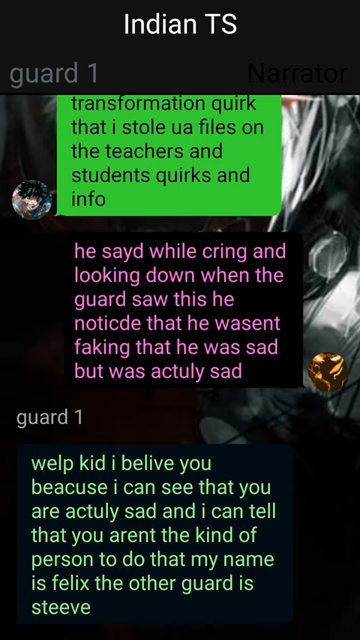 Indian TS
guard 1
Narrator
transformation quirk
that i stole ua files on
the teachers and
students quirks and
info
he sayd while cring and
looking down when the
guard saw this he
noticde that he wasent
faking that he was sad
but was actuly sad
guard 1
welp kid i belive you
beacuse i can see that you
are actuly sad and i can tell
that you arent the kind of
person to do that my name
is felix the other guard is
steeve